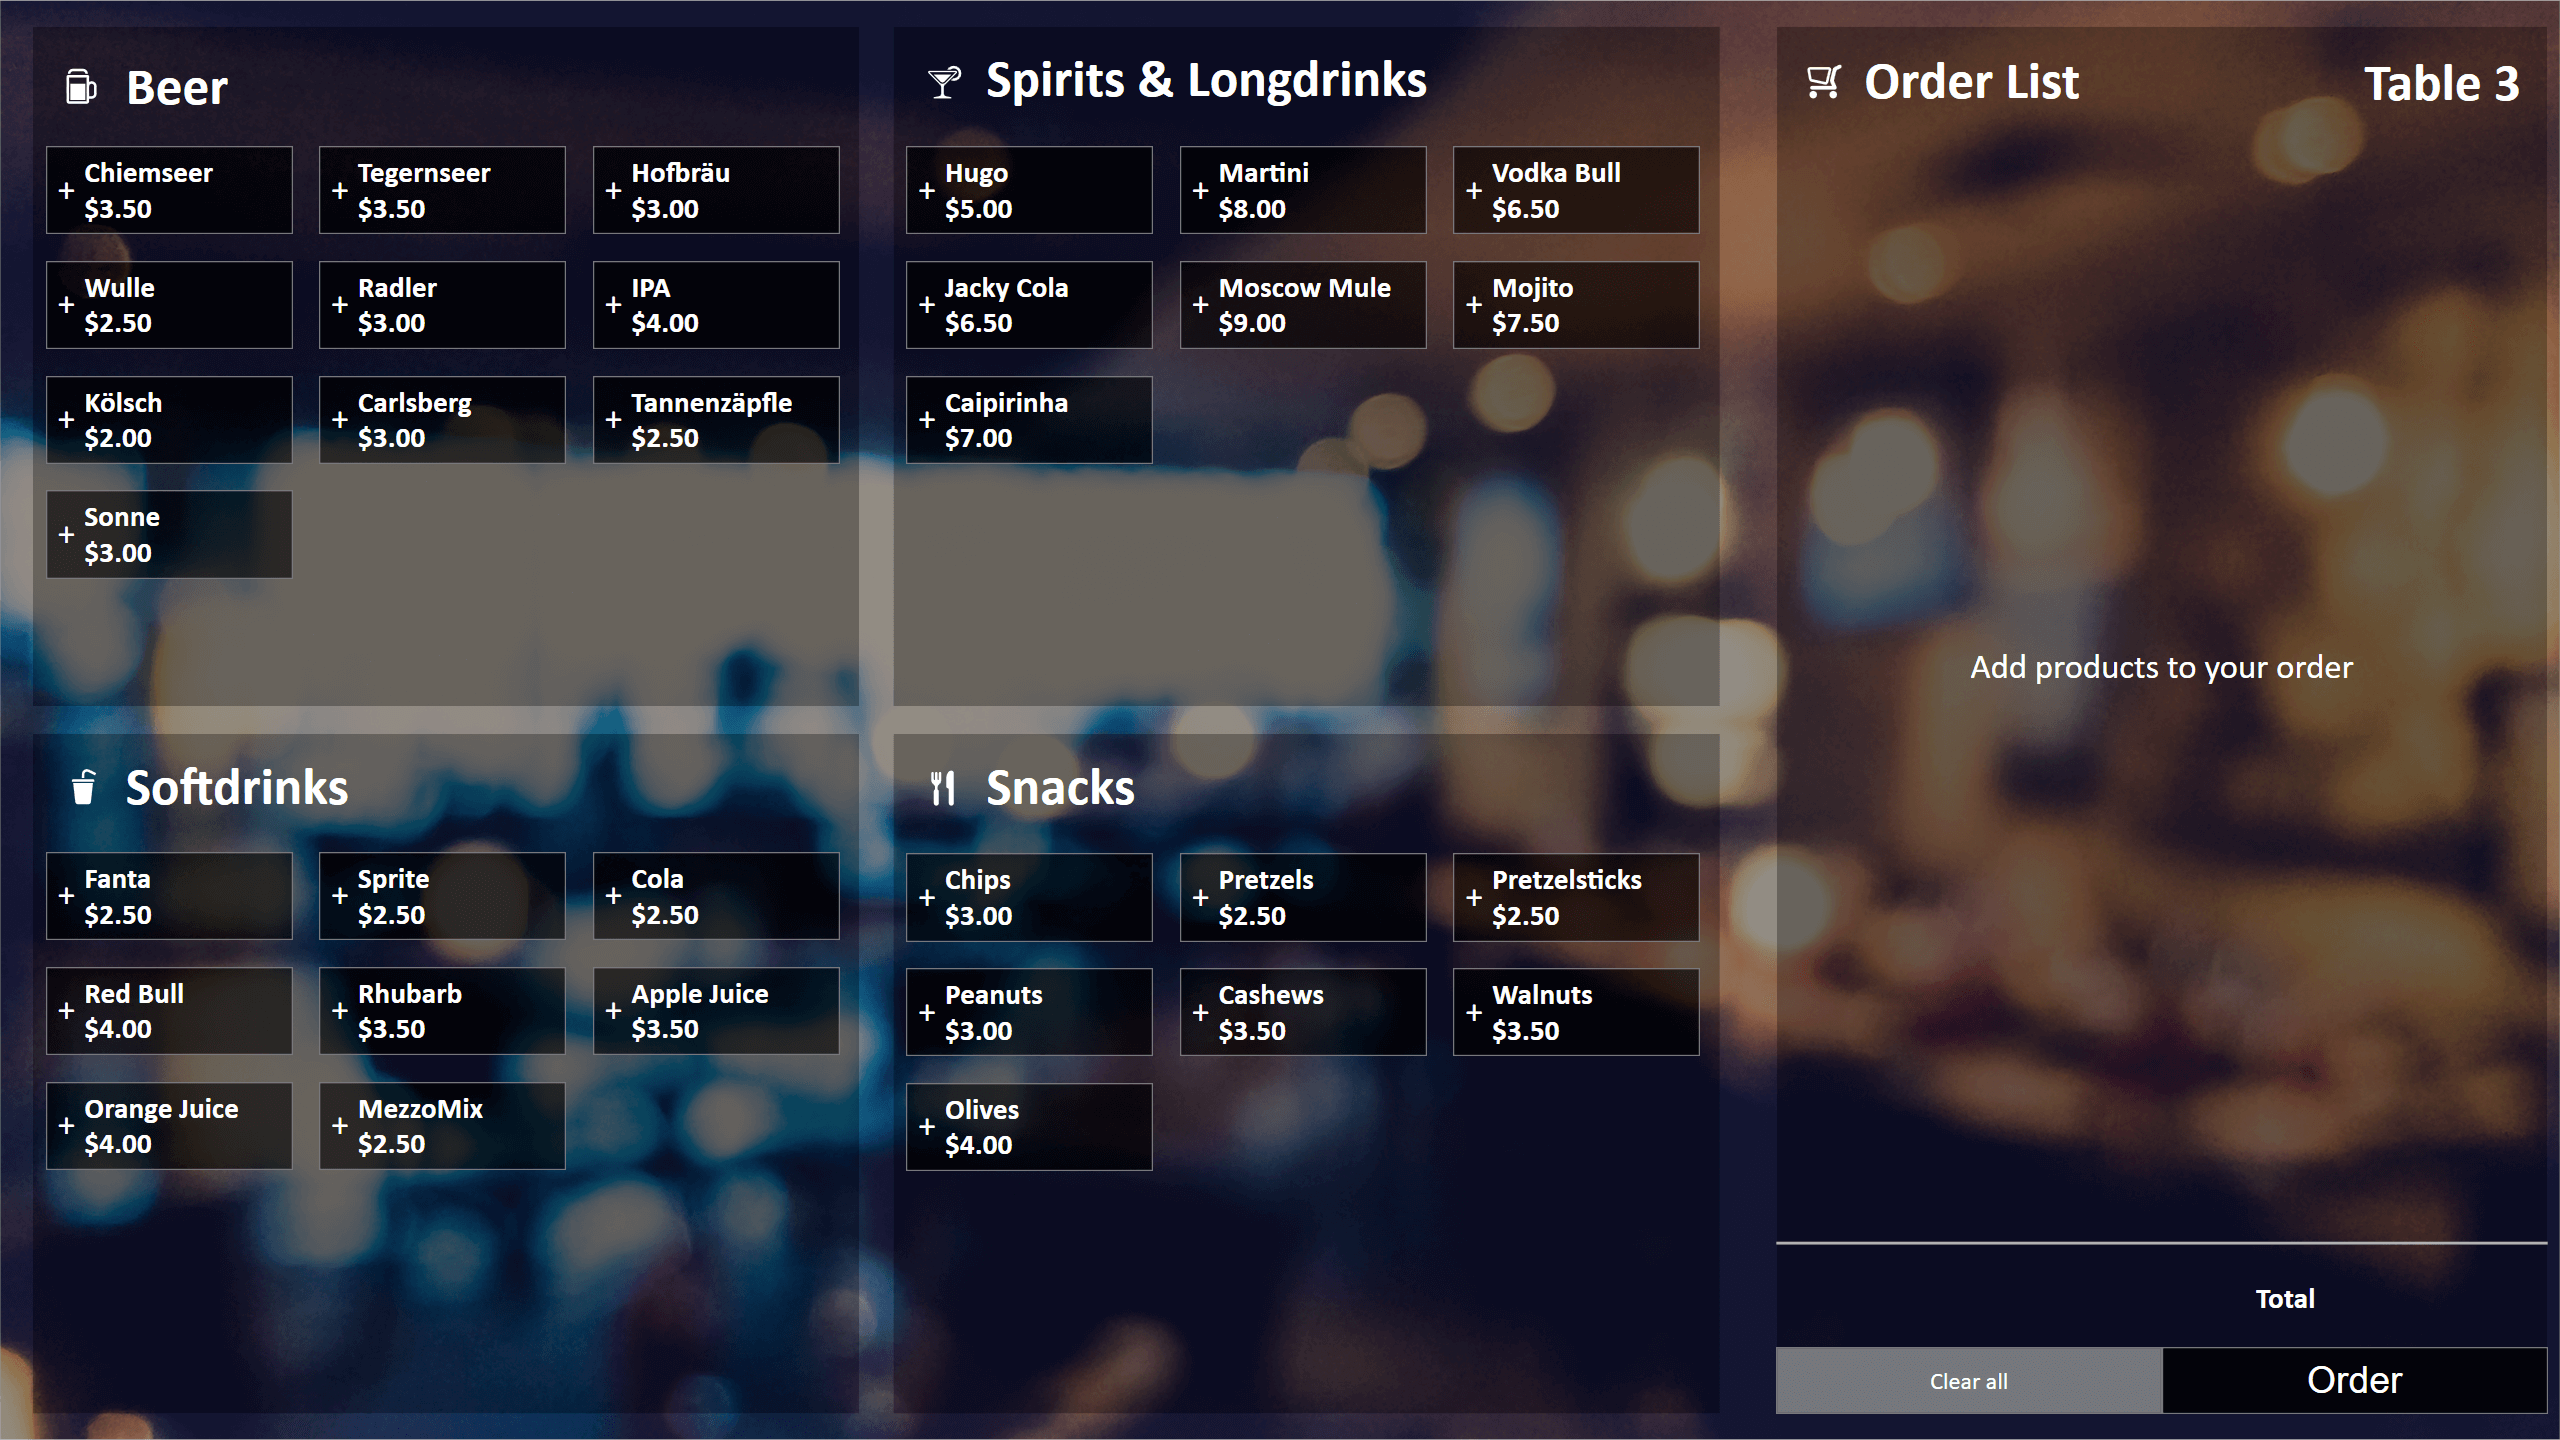 Beer
+ Chiemseer
$3.50
+ Tegernseer
$3.50
+ Hofbräu
$3.00
+ Wulle
$2.50
+ Radler
$3.00
+ IPA
$4.00
+ Kölsch
$2.00
+ Carlsberg
$3.00
+ Tannenzäpfle
$2.50
+ Sonne
$3.00
Spirits & Longdrinks
+ Hugo
$5.00
+ Martini
$8.00
+ Vodka Bull
$6.50
+ Jacky Cola
$6.50
+ Moscow Mule
$9.00
+ Mojito
$7.50
+ Caipirinha
$7.00
Softdrinks
+ Fanta
$2.50
+ Sprite
$2.50
+ Cola
$2.50
+ Red Bull
$4.00
+ Rhubarb
$3.50
+ Apple Juice
$3.50
+ Orange Juice
$4.00
+ MezzoMix
$2.50
Snacks
+ Chips
$3.00
+ Pretzels
$2.50
+ Pretzelsticks
$2.50
+ Peanuts
$3.00
+ Cashews
$3.50
+ Walnuts
$3.50
+ Olives
$4.00
Order List
Table 3
Add products to your order
Total
Clear all
Order